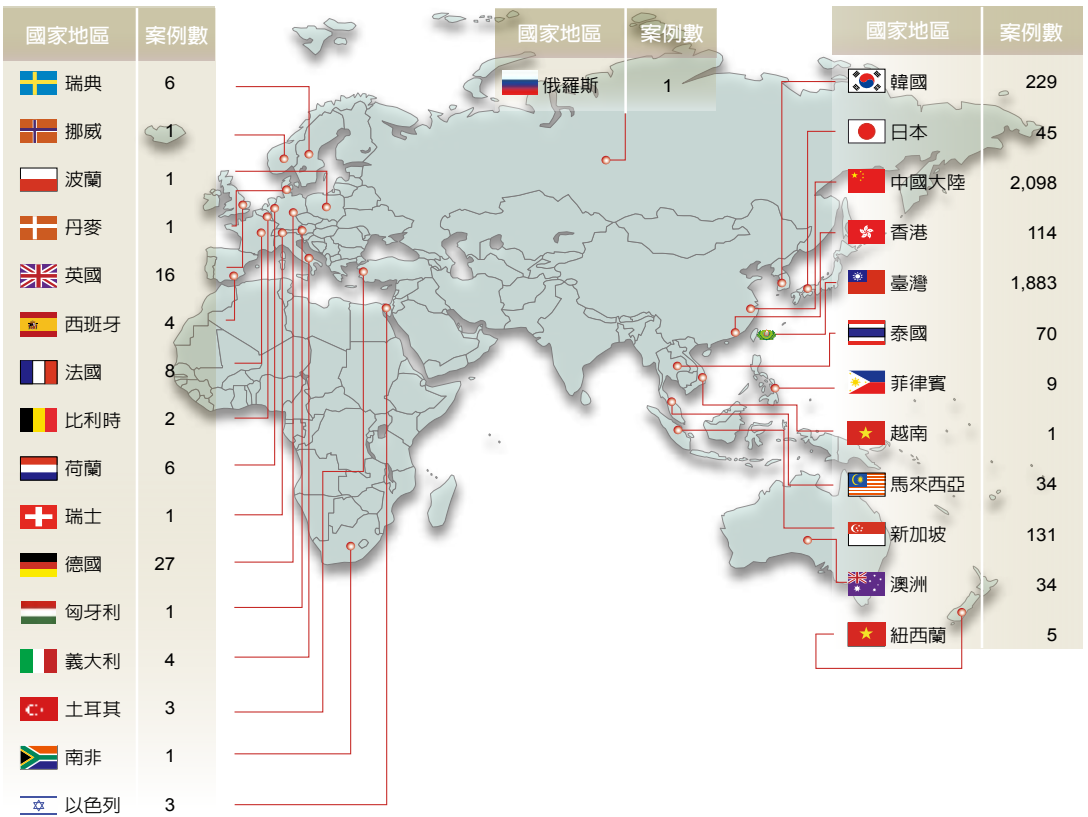 國家地區 案例數
瑞典 6
挪威 1
波蘭 1
丹麥 1
英國 16
西班牙 4
法國 8
比利時 2
荷蘭 6
瑞士 1
德國 27
匈牙利 1
義大利 4
土耳其 3
南非 1
以色列 3
國家地區 案例數
俄羅斯 1
國家地區 案例數
韓國 229
日本 45
中國大陸 2,098
香港 114
臺灣 1,883
泰國 70
菲律賓 9
越南 1
馬來西亞 34
新加坡 131
澳洲 34
紐西蘭 5